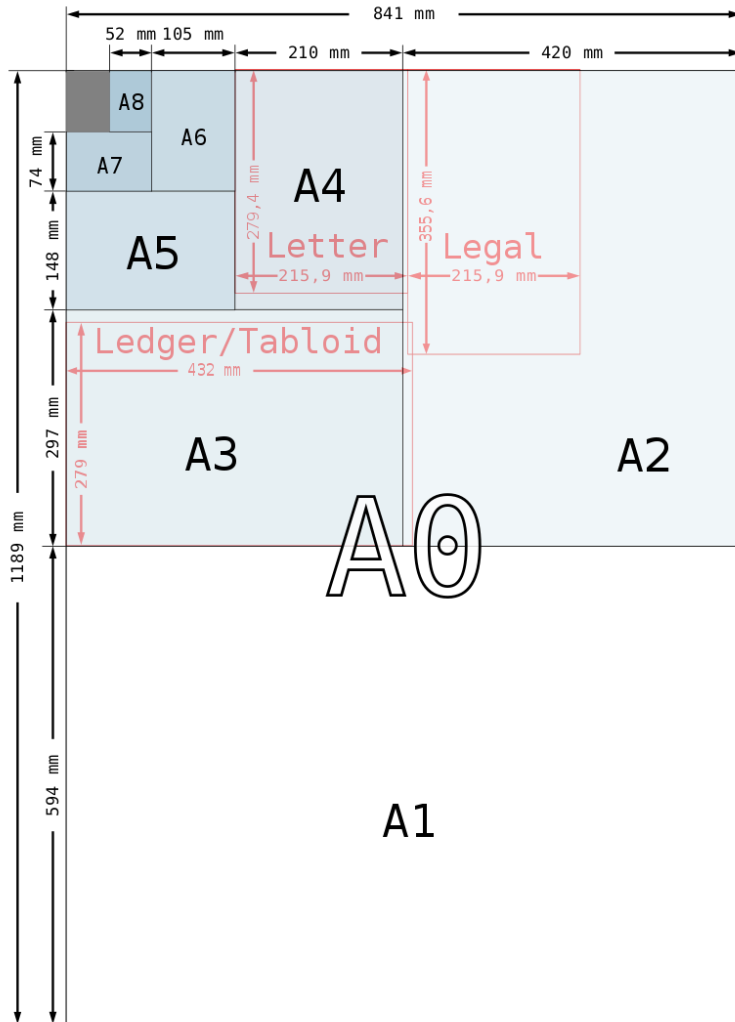 841 mm
52 mm
105 mm
210 mm
420 mm
A8
A6
A7
74 mm
A4
279,4 mm
355,6 mm
Letter
Legal
215,9 mm
215,9 mm
A5
148 mm
Ledger/Tabloid
432 mm
297 mm
279 mm
A3
A2
A0
1189 mm
594 mm
A1